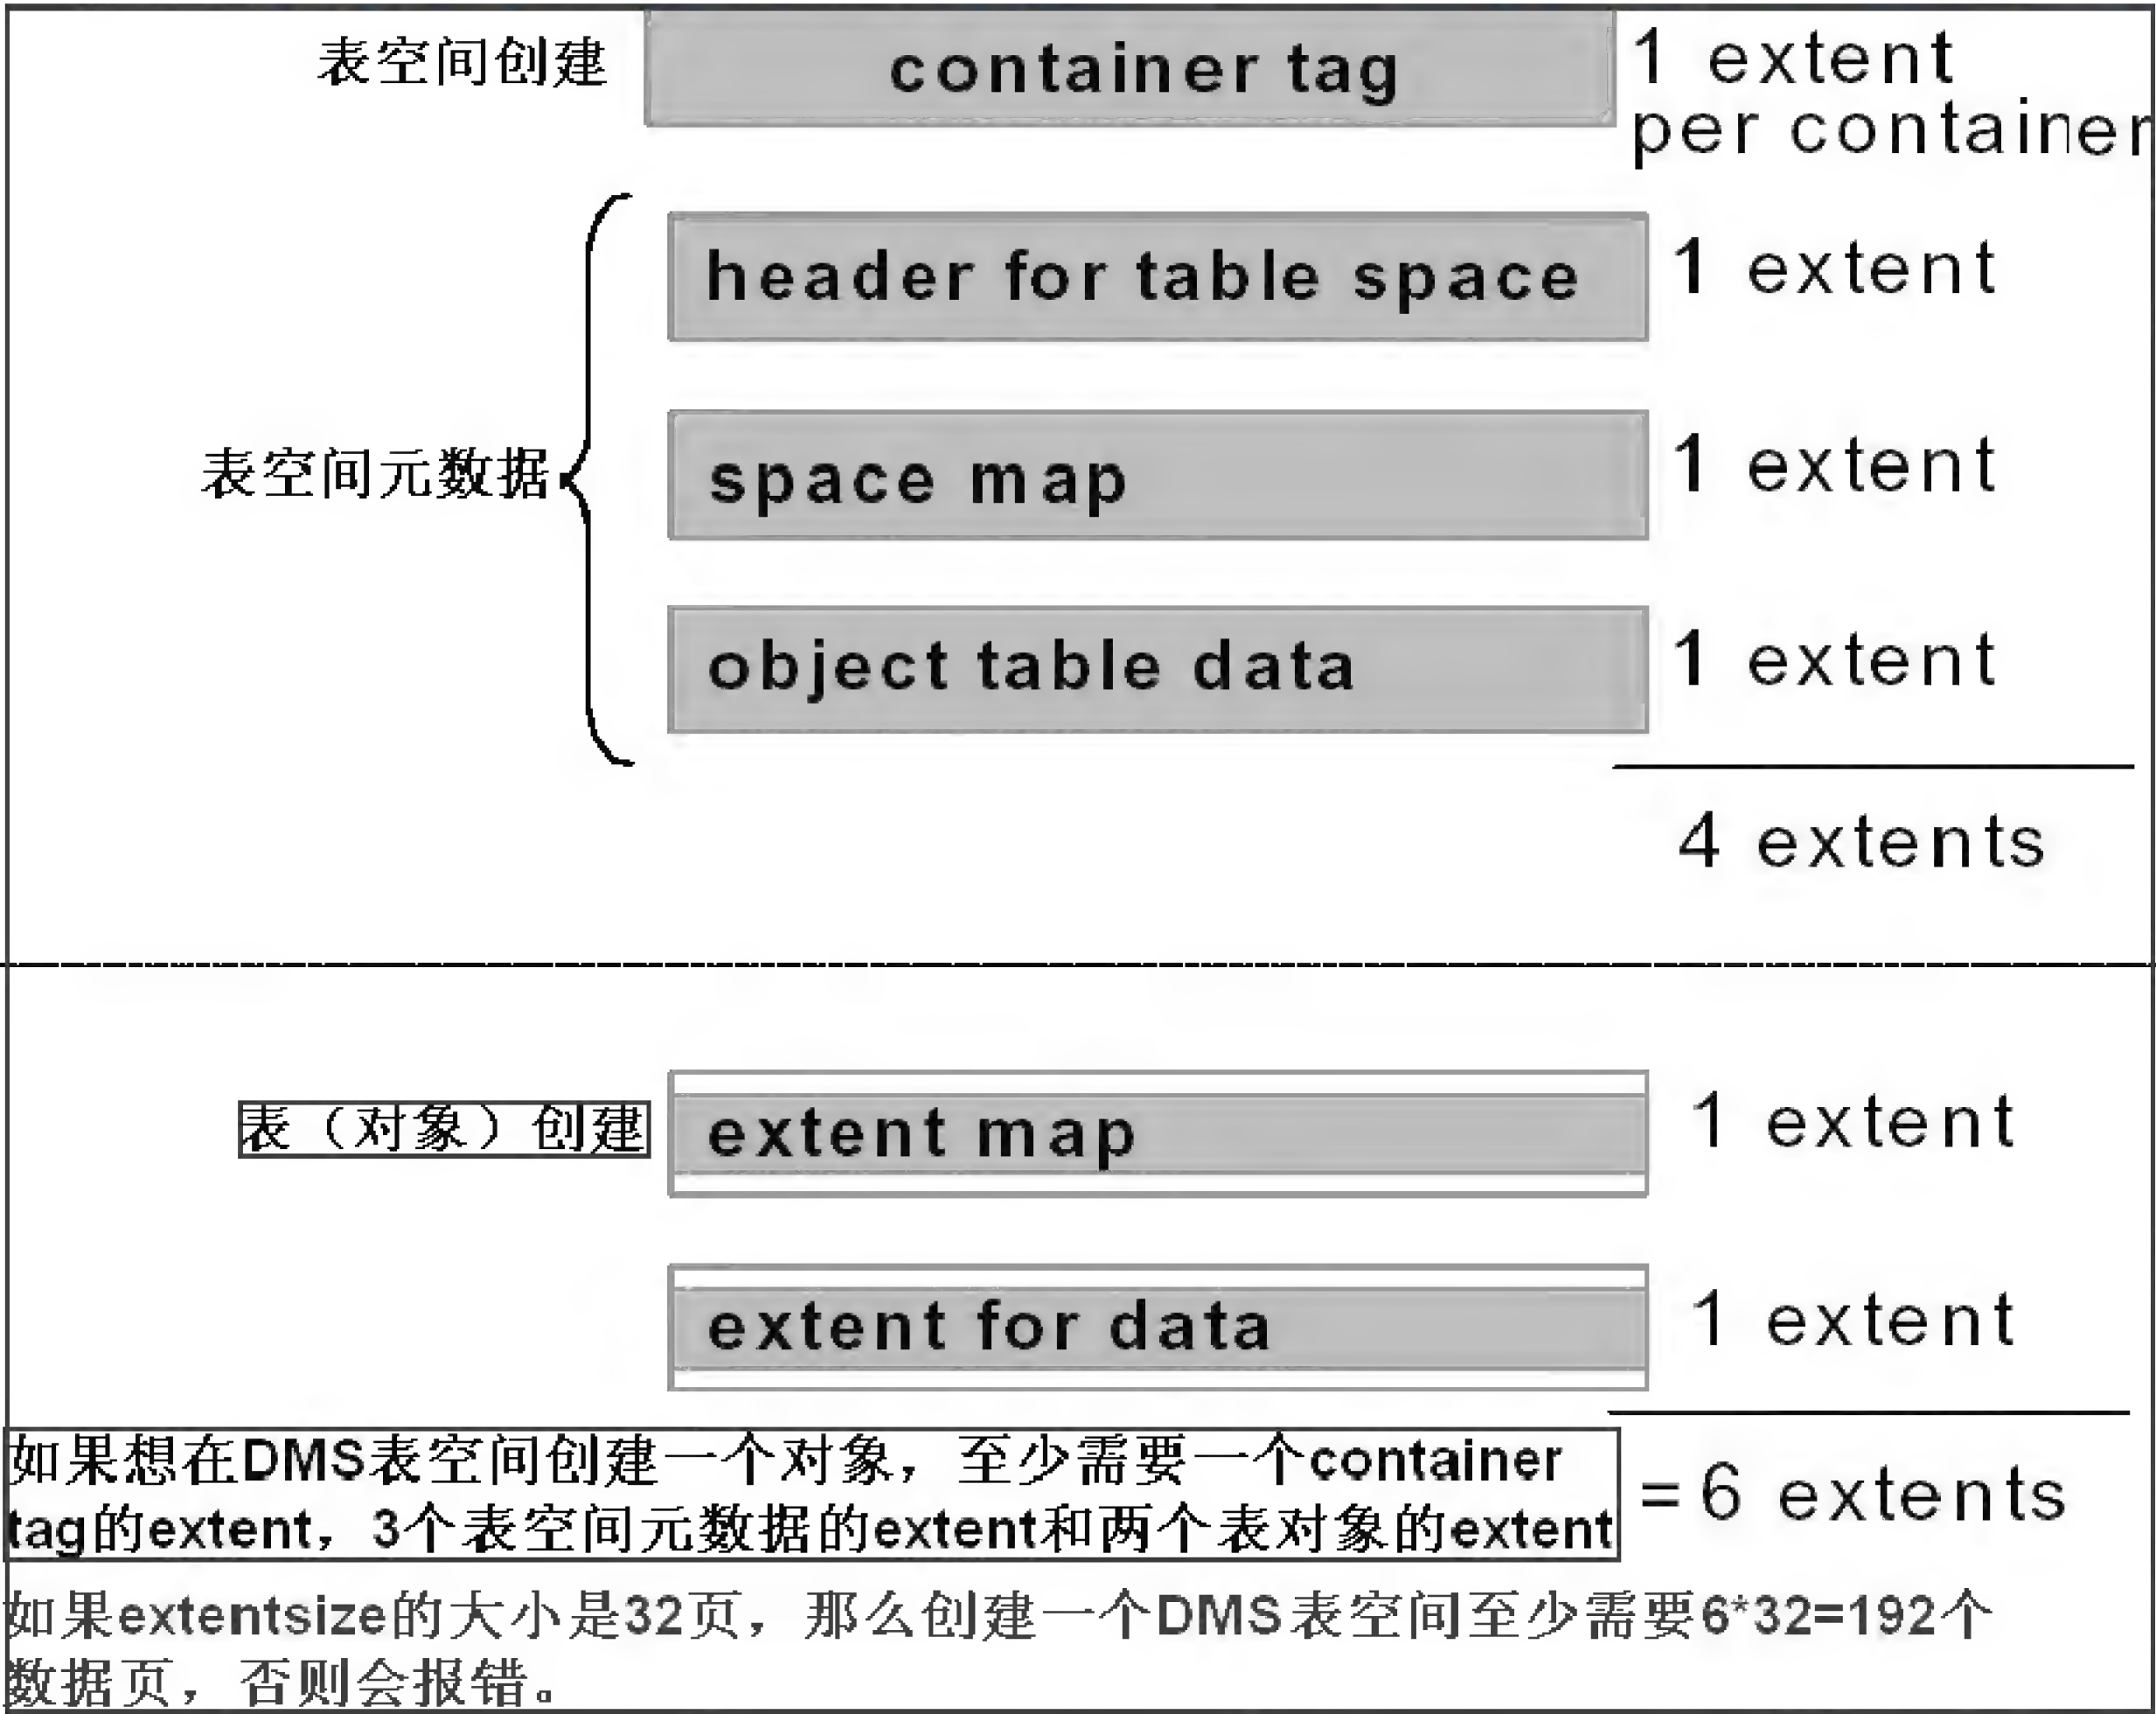 表空间创建
container tag
1 extent
per container
header for table space
1 extent
表空间元数据
space map
1 extent
object table data
1 extent
4 extents
表（对象）创建
extent map
1 extent
extent for data
1 extent
如果想在DMS表空间创建一个对象，至少需要一个container
tag的extent，3个表空间元数据的extent和两个表对象的extent
= 6 extents
如果extentsize的大小是32页，那么创建一个DMS表空间至少需要6*32=192个
数据页，否则会报错。